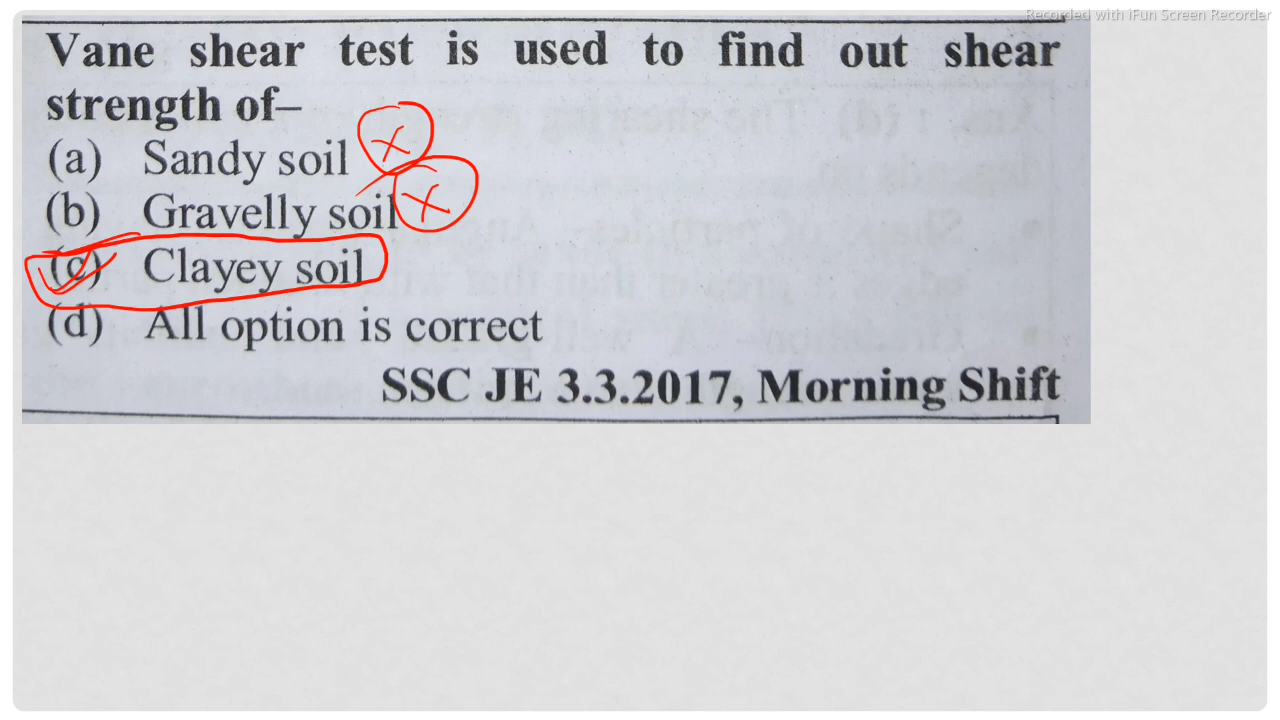 Recorded with iFun Screen Recorder
Vane shear test is used to find out shear
strength of–
(a) Sandy soil
(b) Gravelly soil
(c) Clayey soil
(d) All option is correct
SSC JE 3.3.2017, Morning Shift